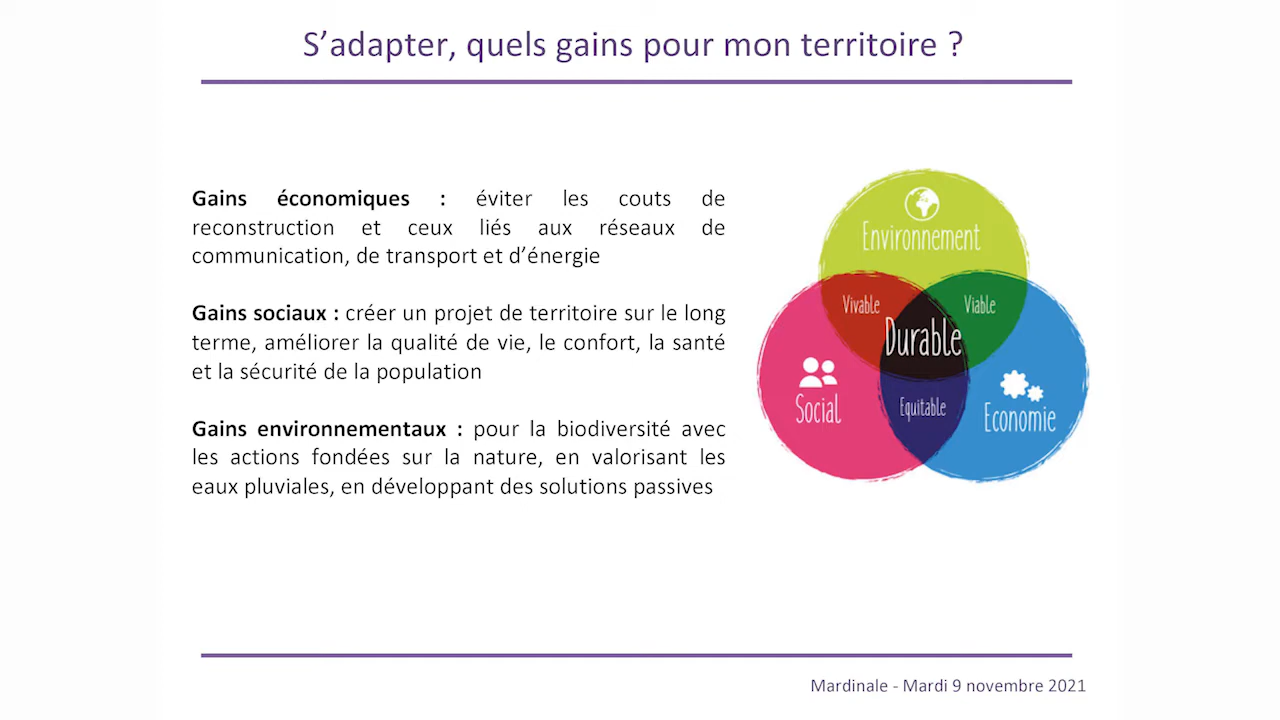 S'adapter, quels gains pour mon territoire ?
Gains économiques : éviter les couts de
reconstruction et ceux liés aux réseaux de
communication, de transport et d'énergie
Gains sociaux : créer un projet de territoire sur le long
terme, améliorer la qualité de vie, le confort, la santé
et la sécurité de la population
Gains environnementaux : pour la biodiversité avec
les actions fondées sur la nature, en valorisant les
eaux pluviales, en développant des solutions passives
Environnement
Vivable
Viable
Durable
Social
Equitable
Economie
Mardinale - Mardi 9 novembre 2021